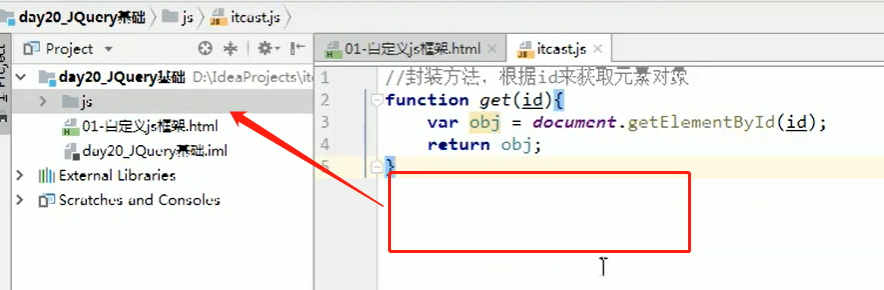 day20_JQuery基础 js itcast.js
Project
01-自定义js框架.html itcast.js
day20_JQuery基础 D:\IdeaProjects\itc
js
01-自定义js框架.html
day20_JQuery基础.iml
External Libraries
Scratches and Consoles
1 //封装方法,根据id来获取元素对象
2 function get(id){
3 var obj = document.getElementById(id);
4 return obj;
5 }